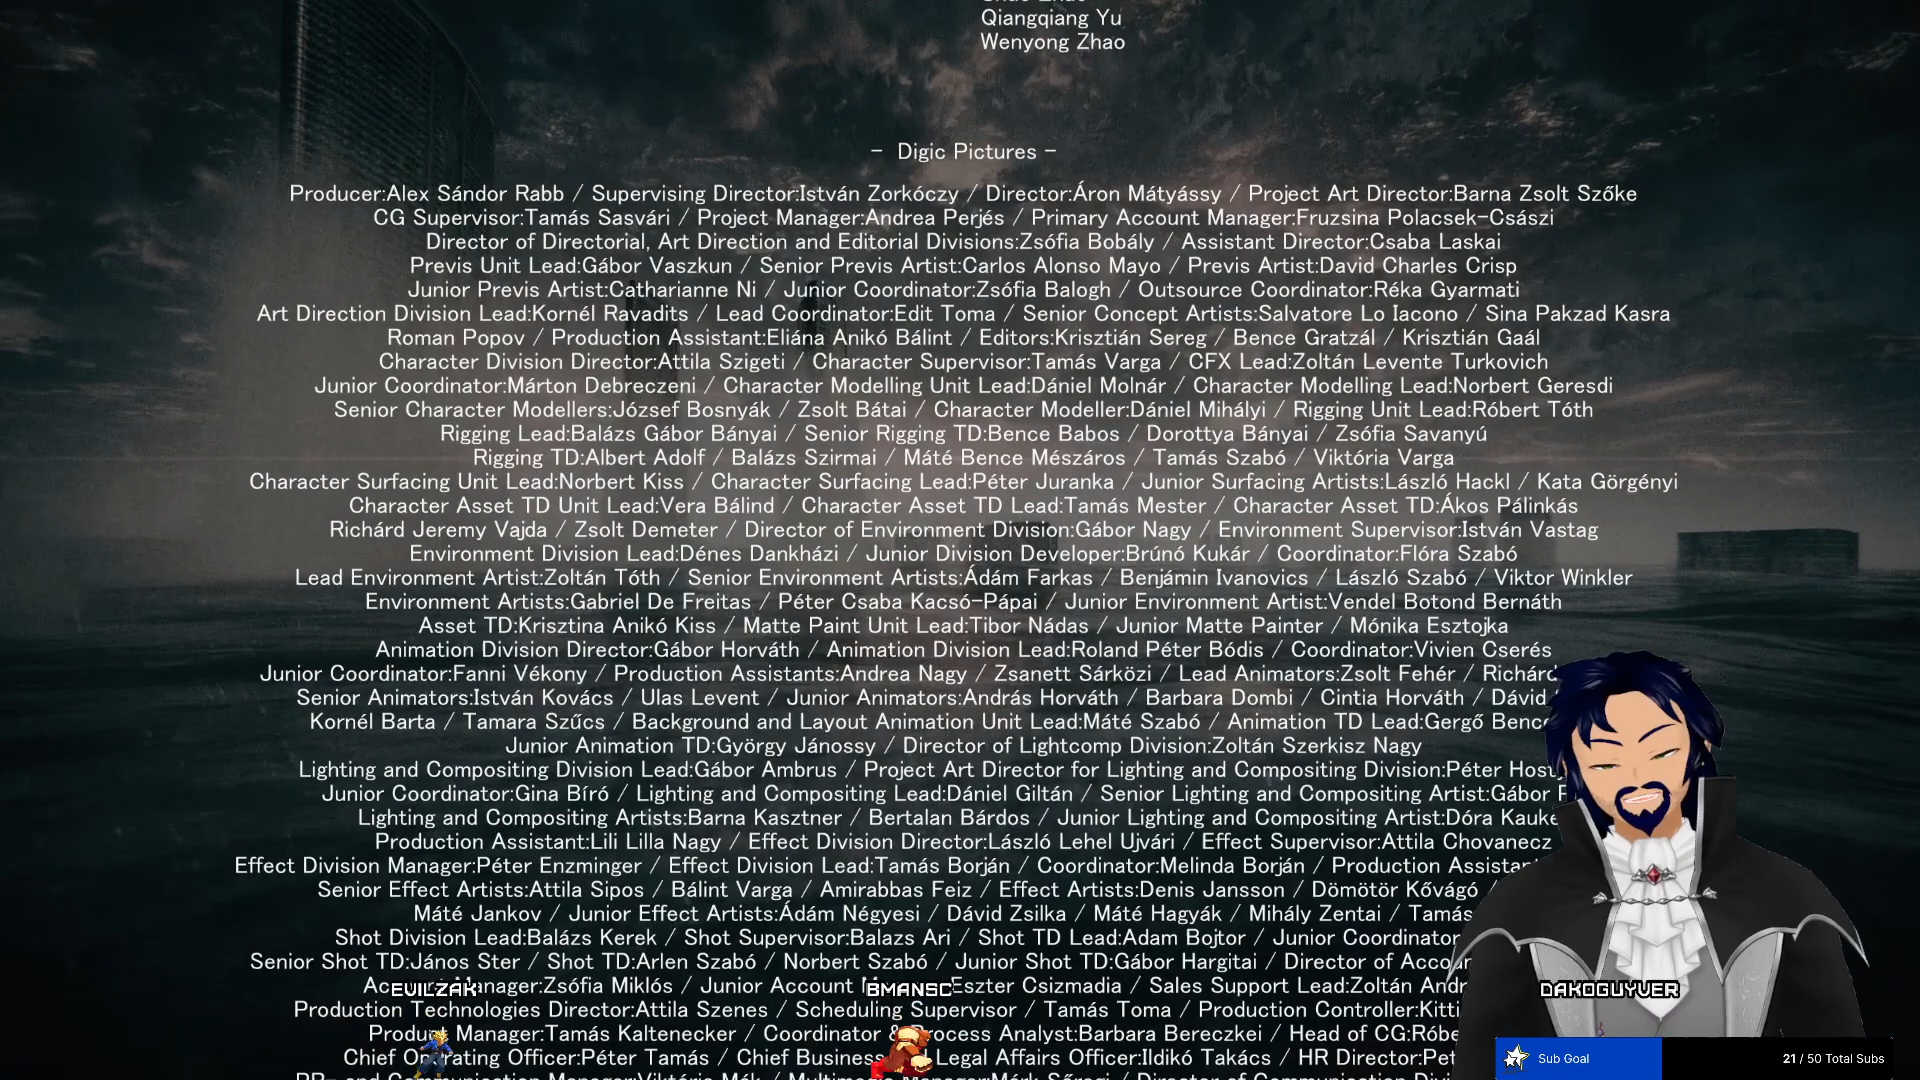 Qiangqiang Yu
Wenyong Zhao
- Digic Pictures -
Producer:Alex Sándor Rabb / Supervising Director:István Zorkóczy / Director:Áron Mátyássy / Project Art Director:Barna Zsolt Szőke
CG Supervisor:Tamás Sasvári / Project Manager:Andrea Perjés / Primary Account Manager:Fruzsina Polacsek-Császi
Director of Directorial, Art Direction and Editorial Divisions:Zsófia Bobály / Assistant Director:Csaba Laskai
Previs Unit Lead:Gábor Vaszkun / Senior Previs Artist:Carlos Alonso Mayo / Previs Artist:David Charles Crisp
Junior Previs Artist:Catharianne Ni / Junior Coordinator:Zsófia Balogh / Outsource Coordinator:Réka Gyarmati
Art Direction Division Lead:Kornél Ravadits / Lead Coordinator:Edit Toma / Senior Concept Artists:Salvatore Lo Iacono / Sina Pakzad Kasra
Roman Popov / Production Assistant:Eliána Anikó Bálint / Editors:Krisztián Sereg / Bence Gratzál / Krisztián Gaál
Character Division Director:Attila Szigeti / Character Supervisor:Tamás Varga / CFX Lead:Zoltán Levente Turkovich
Junior Coordinator:Márton Debreczeni / Character Modelling Unit Lead:Dániel Molnár / Character Modelling Lead:Norbert Geresdi
Senior Character Modellers:József Bosnyák / Zsolt Bátai / Character Modeller:Dániel Mihályi / Rigging Unit Lead:Róbert Tóth
Rigging Lead:Balázs Gábor Bányai / Senior Rigging TD:Bence Babos / Dorottya Bányai / Zsófia Savanyú
Rigging TD:Albert Adolf / Balázs Szirmai / Máté Bence Mészáros / Tamás Szabó / Viktória Varga
Character Surfacing Unit Lead:Norbert Kiss / Character Surfacing Lead:Péter Juranka / Junior Surfacing Artists:László Hackl / Kata Görgényi
Character Asset TD Unit Lead:Vera Bálind / Character Asset TD Lead:Tamás Mester / Character Asset TD:Ákos Pálinkás
Richárd Jeremy Vajda / Zsolt Demeter / Director of Environment Division:Gábor Nagy / Environment Supervisor:István Vastag
Environment Division Lead:Dénes Dankházi / Junior Division Developer:Brúnó Kukár / Coordinator:Flóra Szabó
Lead Environment Artist:Zoltán Tóth / Senior Environment Artists:Ádám Farkas / Benjámin Ivanovics / László Szabó / Viktor Winkler
Environment Artists:Gabriel De Freitas / Péter Csaba Kacsó-Pápai / Junior Environment Artist:Vendel Botond Bernáth
Asset TD:Krisztina Anikó Kiss / Matte Paint Unit Lead:Tibor Nádas / Junior Matte Painter / Mónika Esztojka
Animation Division Director:Gábor Horváth / Animation Division Lead:Roland Péter Bódis / Coordinator:Vivien Cserés
Junior Coordinator:Fanni Vékony / Production Assistants:Andrea Nagy / Zsanett Sárközi / Lead Animators:Zsolt Fehér / Richárd
Senior Animators:István Kovács / Ulas Levent / Junior Animators:András Horváth / Barbara Dombi / Cintia Horváth / Dávid
Kornél Barta / Tamara Szűcs / Background and Layout Animation Unit Lead:Máté Szabó / Animation TD Lead:Gergő Bence
Junior Animation TD:György Jánossy / Director of Lightcomp Division:Zoltán Szerkisz Nagy
Lighting and Compositing Division Lead:Gábor Ambrus / Project Art Director for Lighting and Compositing Division:Péter
Junior Coordinator:Gina Bíró / Lighting and Compositing Lead:Dániel Giltán / Senior Lighting and Compositing Artist:Gábor
Lighting and Compositing Artists:Barna Kasztner / Bertalan Bárdos / Junior Lighting and Compositing Artist:Dóra
Production Assistant:Lili Lilla Nagy / Effect Division Director:László Lehel Ujvári / Effect Supervisor:Attila Chovanecz
Effect Division Manager:Péter Enzminger / Effect Division Lead:Tamás Borján / Coordinator:Melinda Borján / Production
Senior Effect Artists:Attila Sipos / Bálint Varga / Amirabbas Feiz / Effect Artists:Denis Jansson / Dömötör Kővágó /
Máté Jankov / Junior Effect Artists:Ádám Négyesi / Dávid Zsilka / Máté Hagyák / Mihály Zentai / Tamás
Shot Division Lead:Balázs Kerek / Shot Supervisor:Balazs Ari / Shot TD Lead:Adam Bojtor / Junior Coordinator
Senior Shot TD:János Ster / Shot TD:Arlen Szabó / Norbert Szabó / Junior Shot TD:Gábor Hargitai / Director of
Manager:Zsófia Miklós / Junior Account Eszter Csizmadia / Sales Support Lead:Zoltán
EVILZAK
BMANSC
DAKOGUYVER
Production Technologies Director:Attila Szenes / Scheduling Supervisor / Tamás Toma / Production Controller:
Product Manager:Tamás Kaltenecker / Coordinator & Process Analyst:Barbara Bereczkei / Head of CG:
Chief Operating Officer:Péter Tamás / Chief Business Legal Affairs Officer:Ildikó Takács / HR Director:
Sub Goal
21 / 50 Total Subs